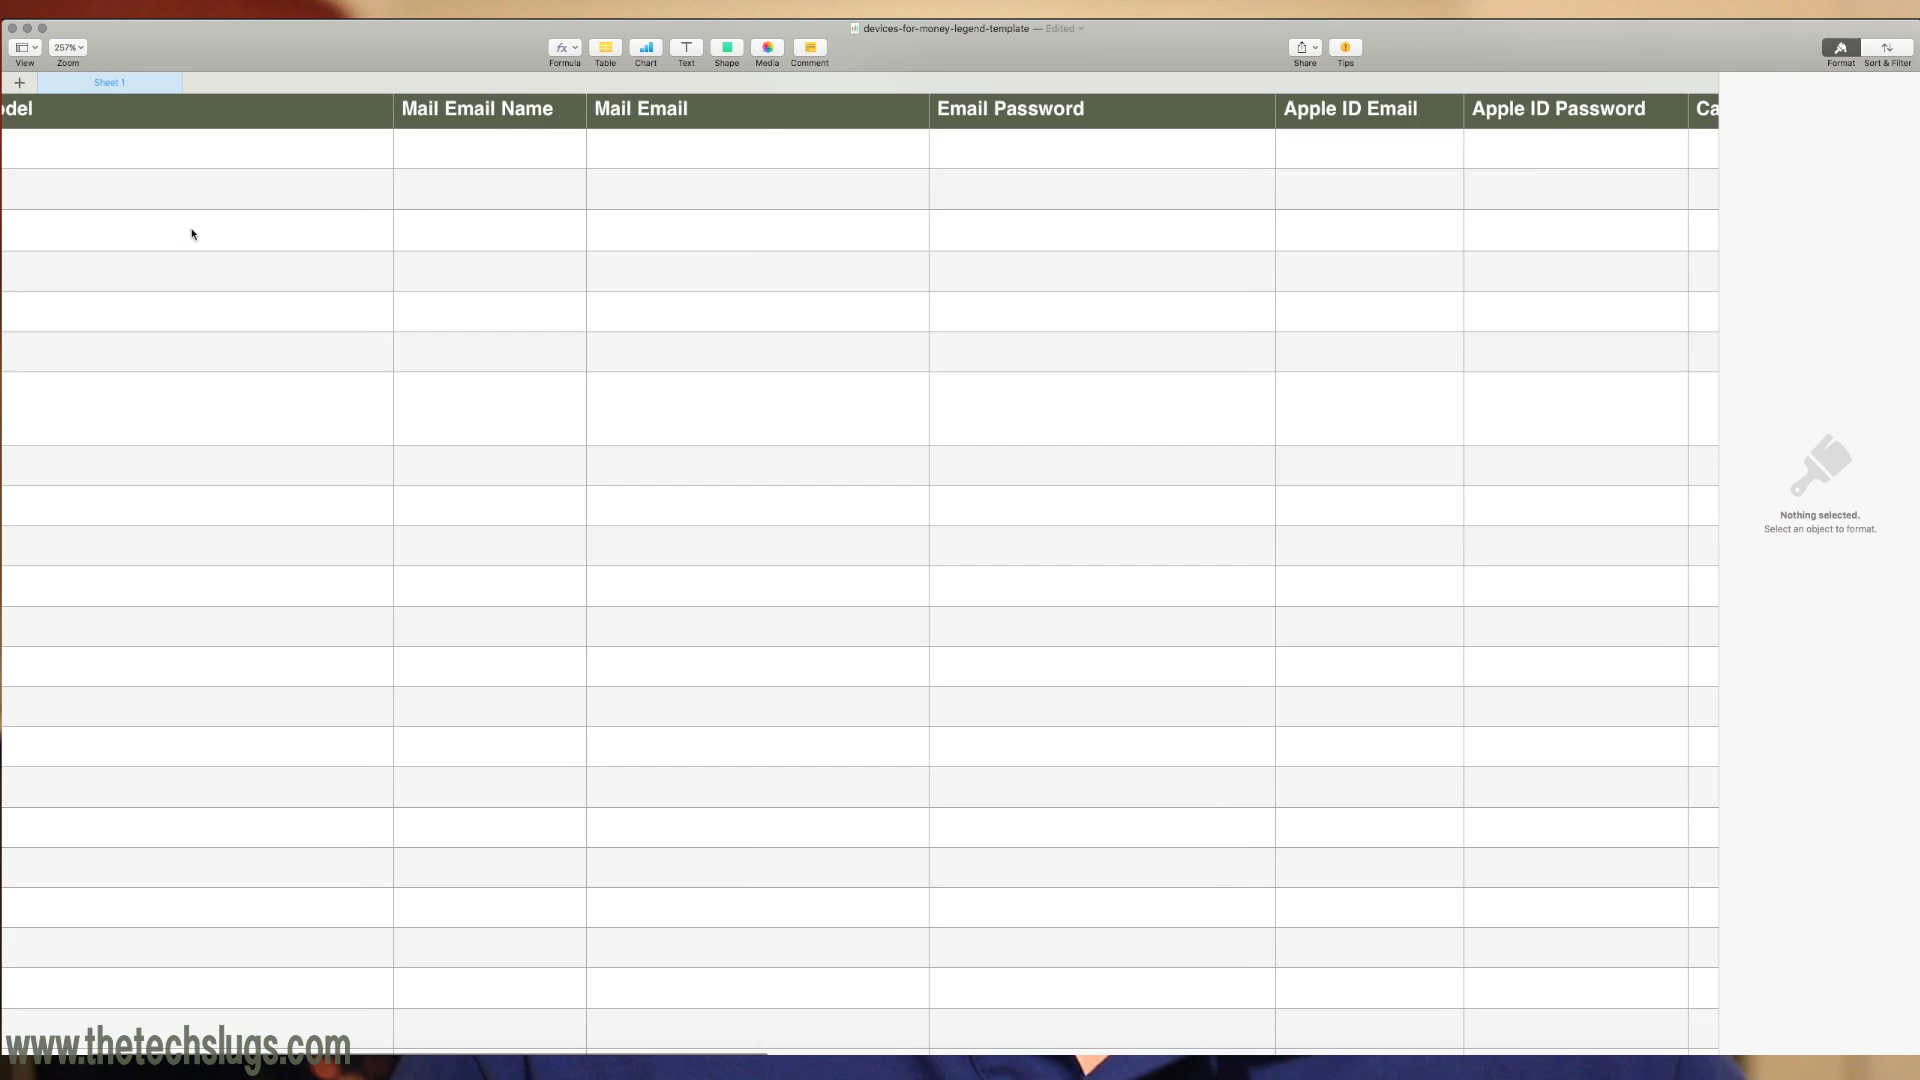 devices-for-money-legend-template — Edited
257%
View
Zoom
Formula
Table
Chart
Text
Shape
Media
Comment
Share
Tips
Format
Sort & Filter
Sheet 1
odel
Mail Email Name
Mail Email
Email Password
Apple ID Email
Apple ID Password
Ca
Nothing selected.
Select an object to format.
www.thetechslugs.com